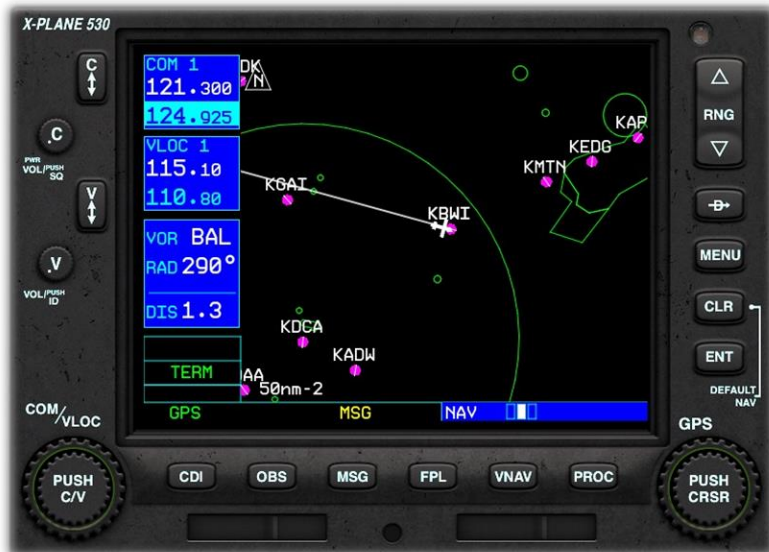 X-PLANE 530
C
.C
PWR
VOL/PUSH SQ
V
.V
VOL/PUSH ID
COM/VLOC
PUSH C/V
COM 1
121.300
124.925
VLOC 1
115.10
110.80
VOR BAL
RAD 290°
DIS 1.3
TERM
GPS
MSG
NAV
DK
N
KGAI
KBWI
KMTN
KEDG
KAP
KDCA
KADW
50nm-2
RNG
D
MENU
CLR
ENT
DEFAULT NAV
GPS
PUSH CRSR
CDI
OBS
MSG
FPL
VNAV
PROC